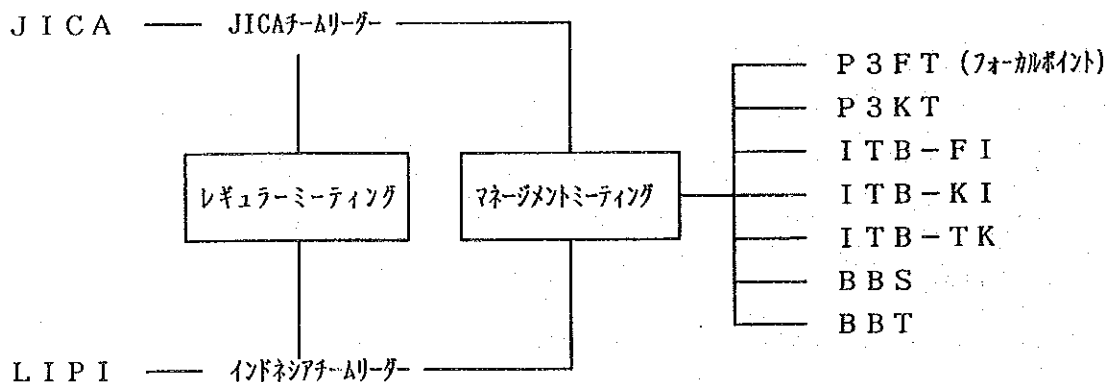 JICA ― JICAチームリーダー
P3FT (フォーカルポイント)
P3KT
ITB-FI
レギュラーミーティング マネージメントミーティング ITB-KI
ITB-TK
BBS
BBT
LIPI ― インドネシアチームリーダー